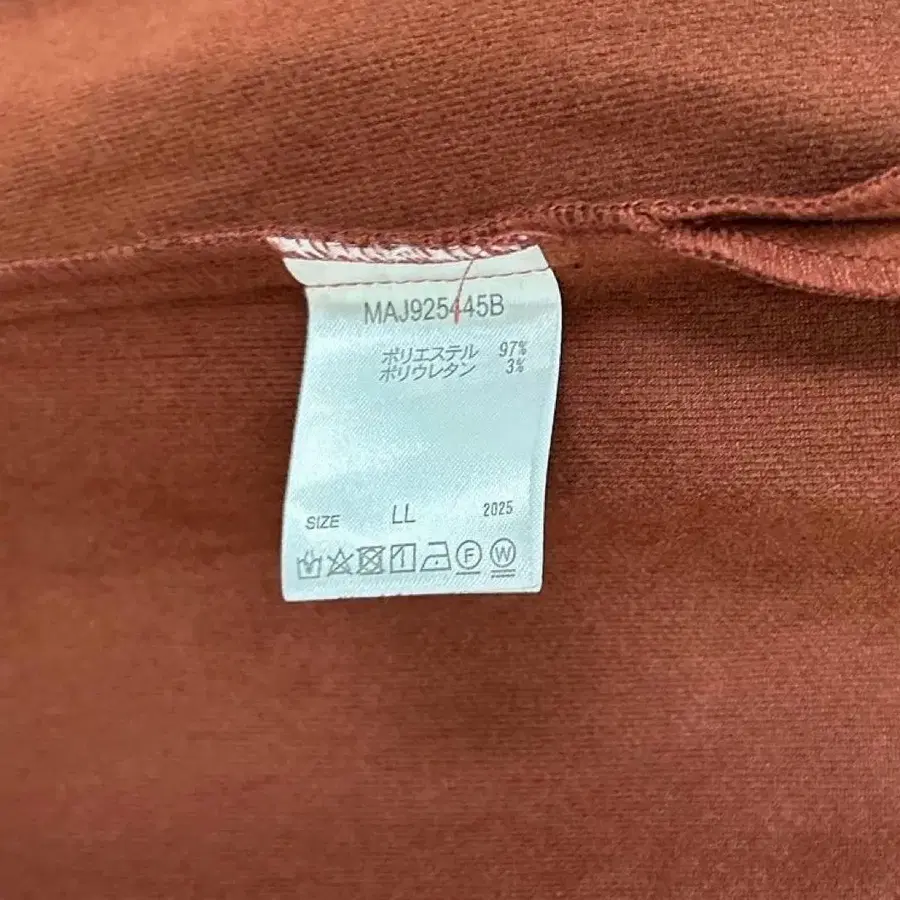 MAJ925445B
ポリエステル 97%
ポリウレタン 3%
SIZE LL 2025
F W